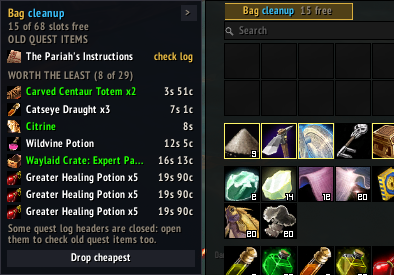 Bag cleanup >
15 of 68 slots free
OLD QUEST ITEMS
The Pariah's Instructions check log
WORTH THE LEAST (8 of 29)
Carved Centaur Totem x2 3s 51c
Catseye Draught x3 7s 1c
Citrine 8s
Wildvine Potion 12s 5c
Waylaid Crate: Expert Pa... 16s 13c
Greater Healing Potion x5 19s 90c
Greater Healing Potion x5 19s 90c
Greater Healing Potion x5 19s 90c
Some quest log headers are closed: open
them to check old quest items too.
Drop cheapest
Bag cleanup 15 free
Search
9
2 14 12 20
20 20